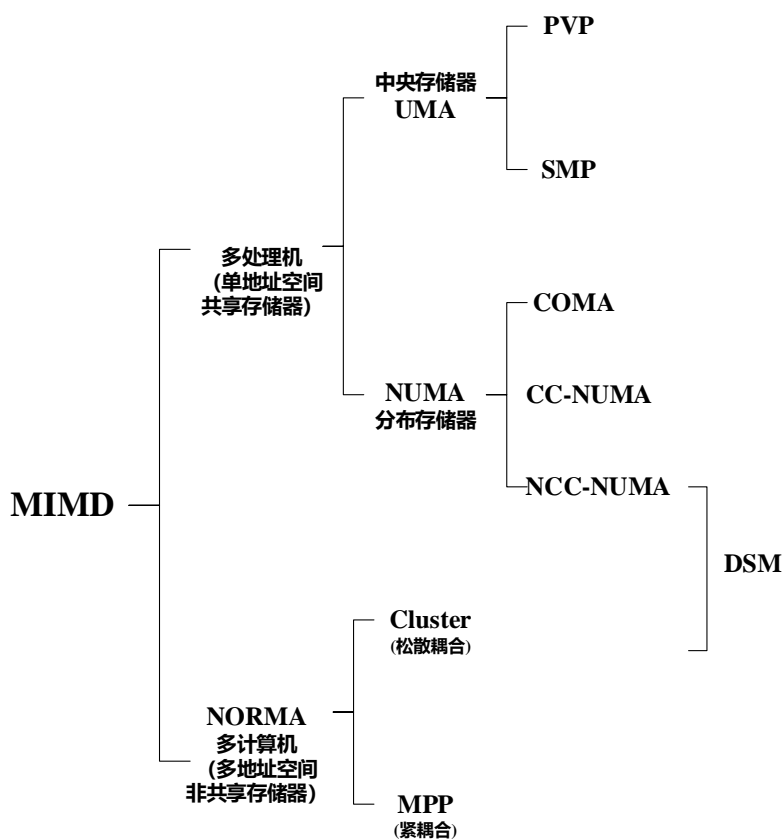 PVP
中央存储器
UMA
SMP
多处理机
（单地址空间
共享存储器）
COMA
NUMA
分布存储器
CC-NUMA
NCC-NUMA
MIMD
DSM
Cluster
(松散耦合)
NORMA
多计算机
（多地址空间
非共享存储器）
MPP
(紧耦合)